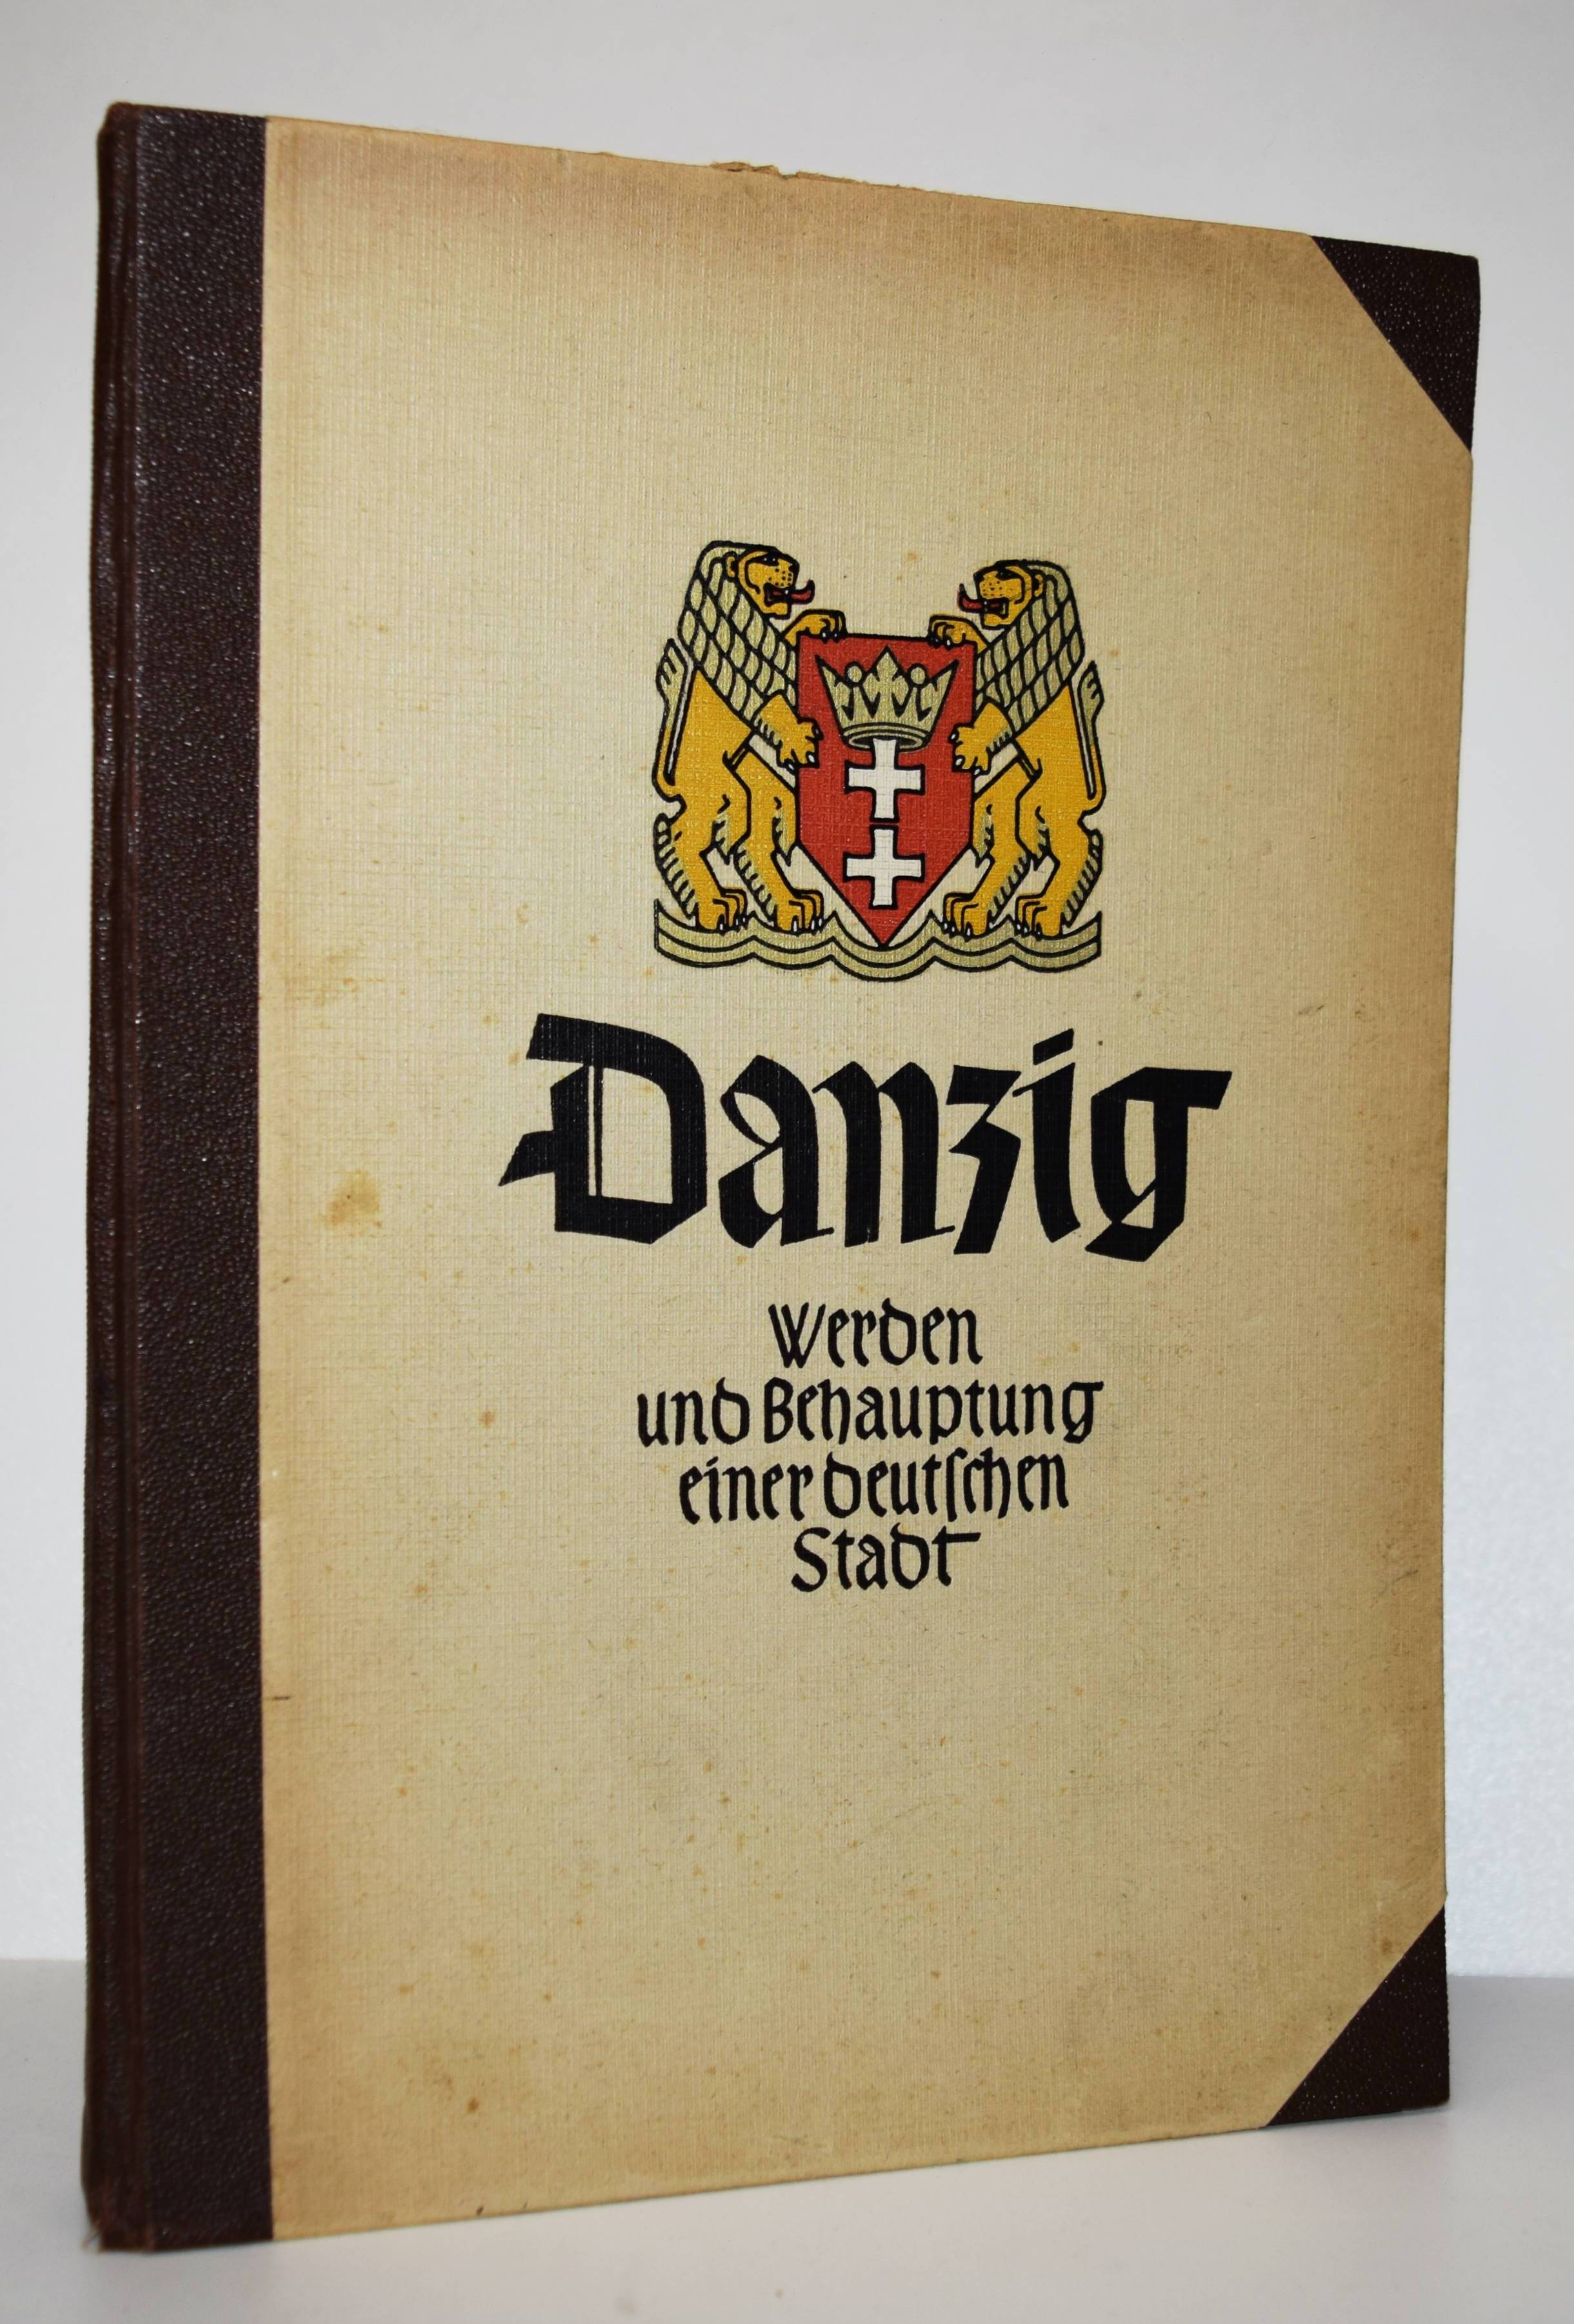 Danzig
Werden
und Behauptung
einer deutſchen
Stadt